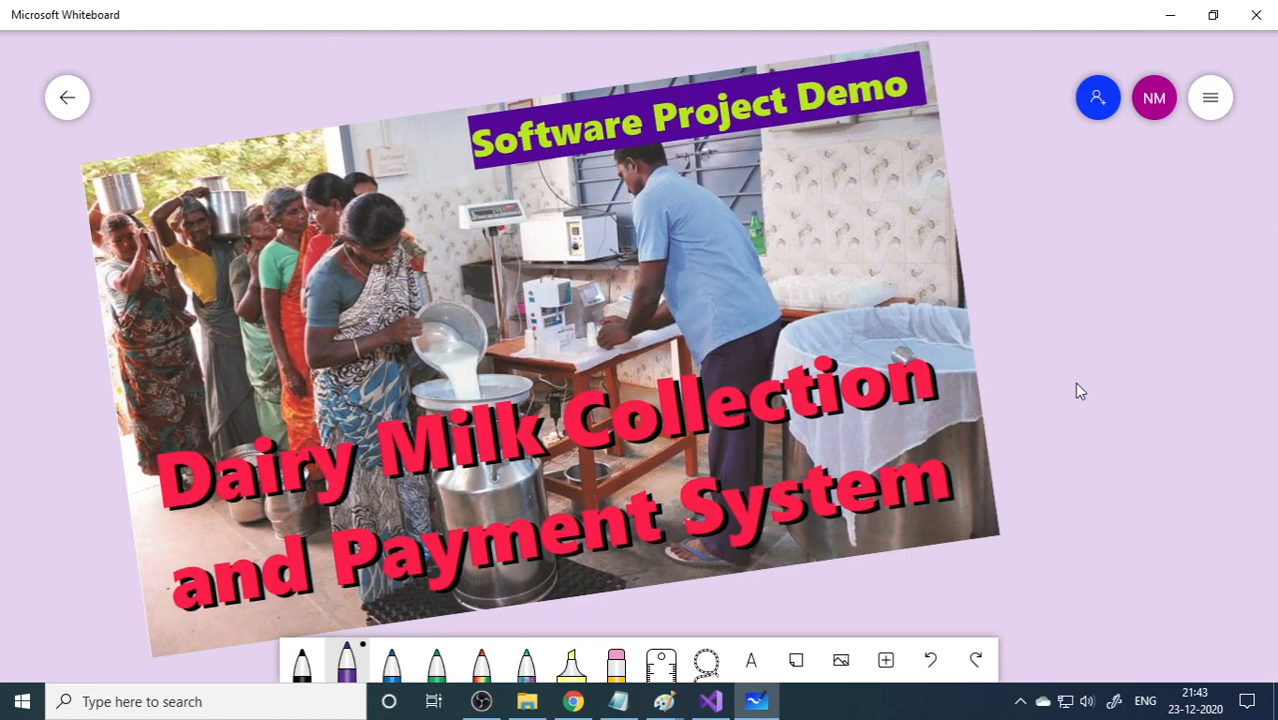 Microsoft Whiteboard
Software Project Demo
NM
Dairy Milk Collection
and Payment System
A
Type here to search
ENG
21:43
23-12-2020